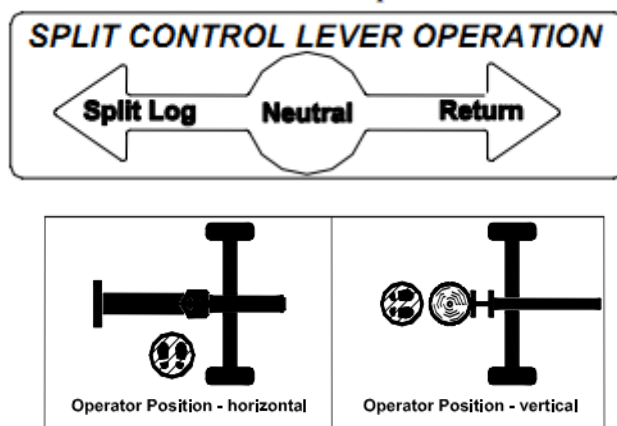 SPLIT CONTROL LEVER OPERATION
Split Log Neutral Return
Operator Position - horizontal
Operator Position - vertical